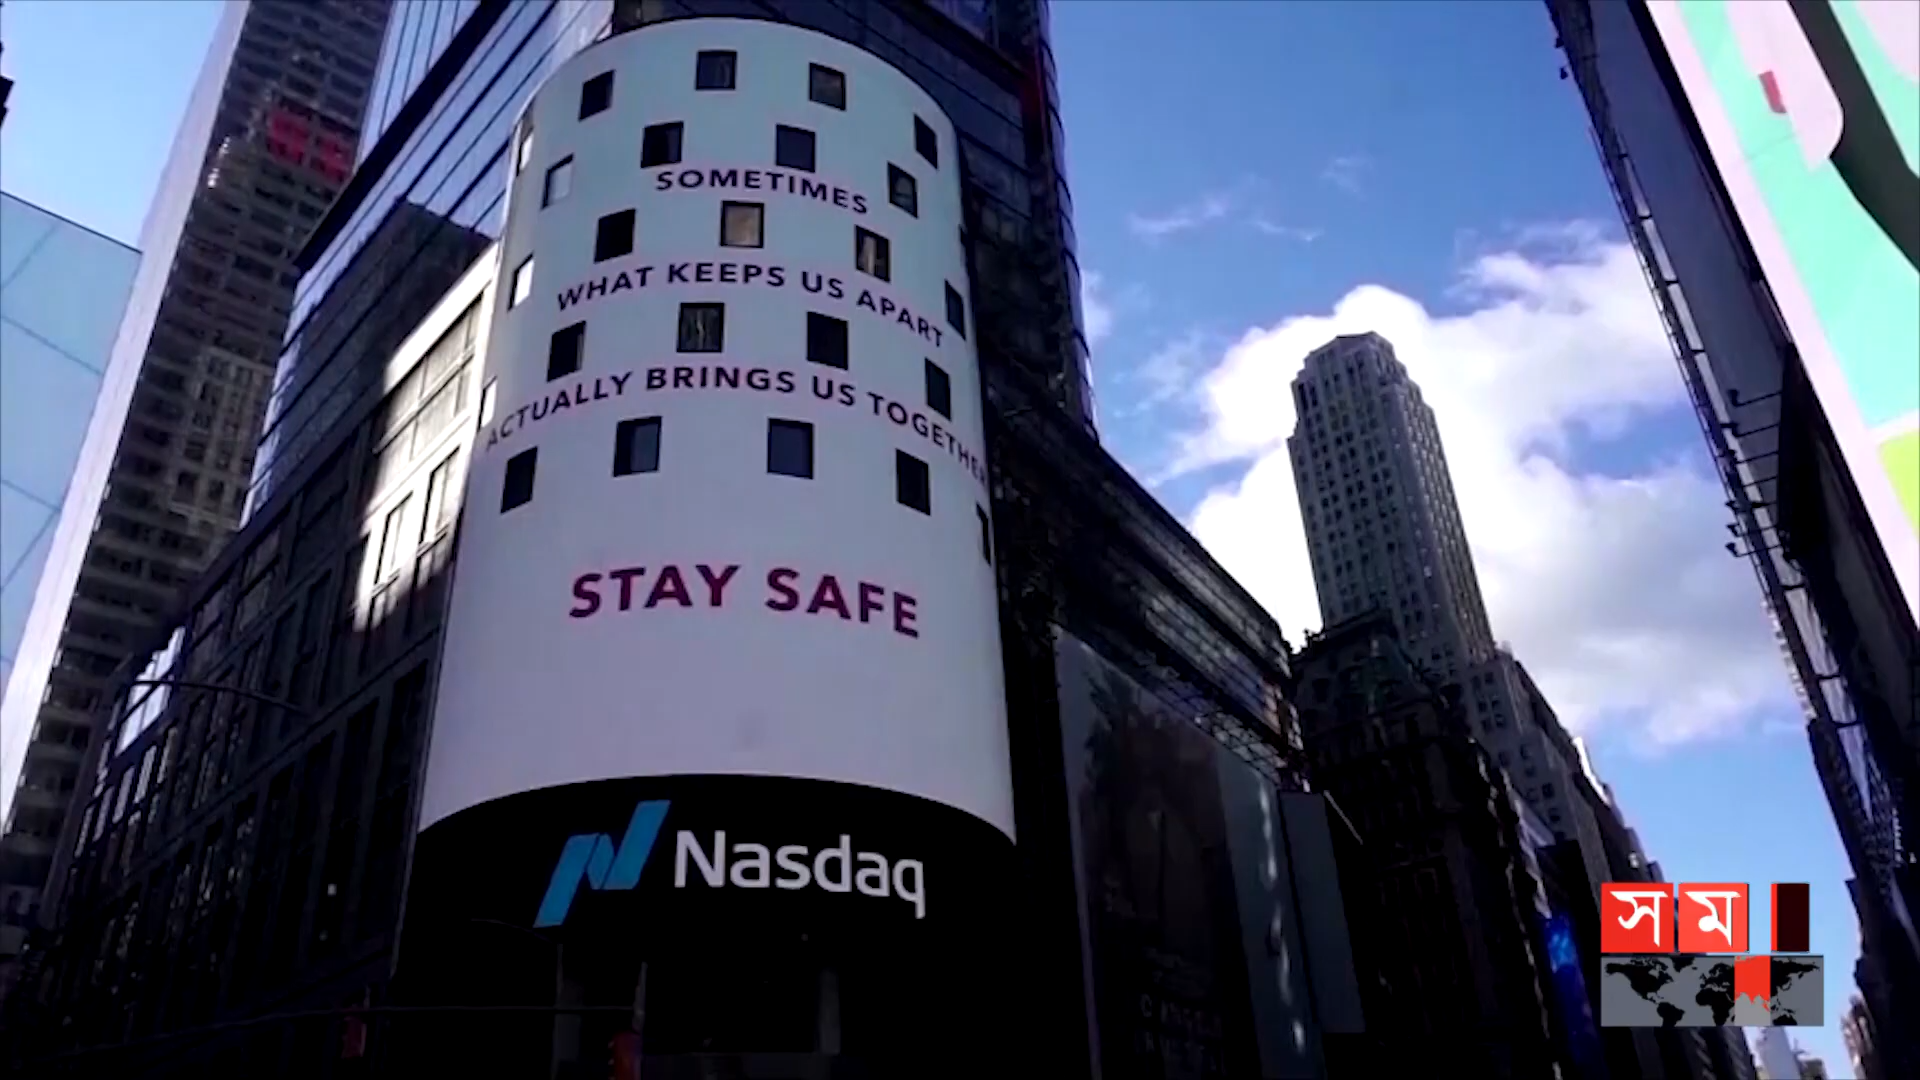 SOMETIMES
WHAT KEEPS US APART
ACTUALLY BRINGS US TOGETHER
STAY SAFE
Nasdaq
সম